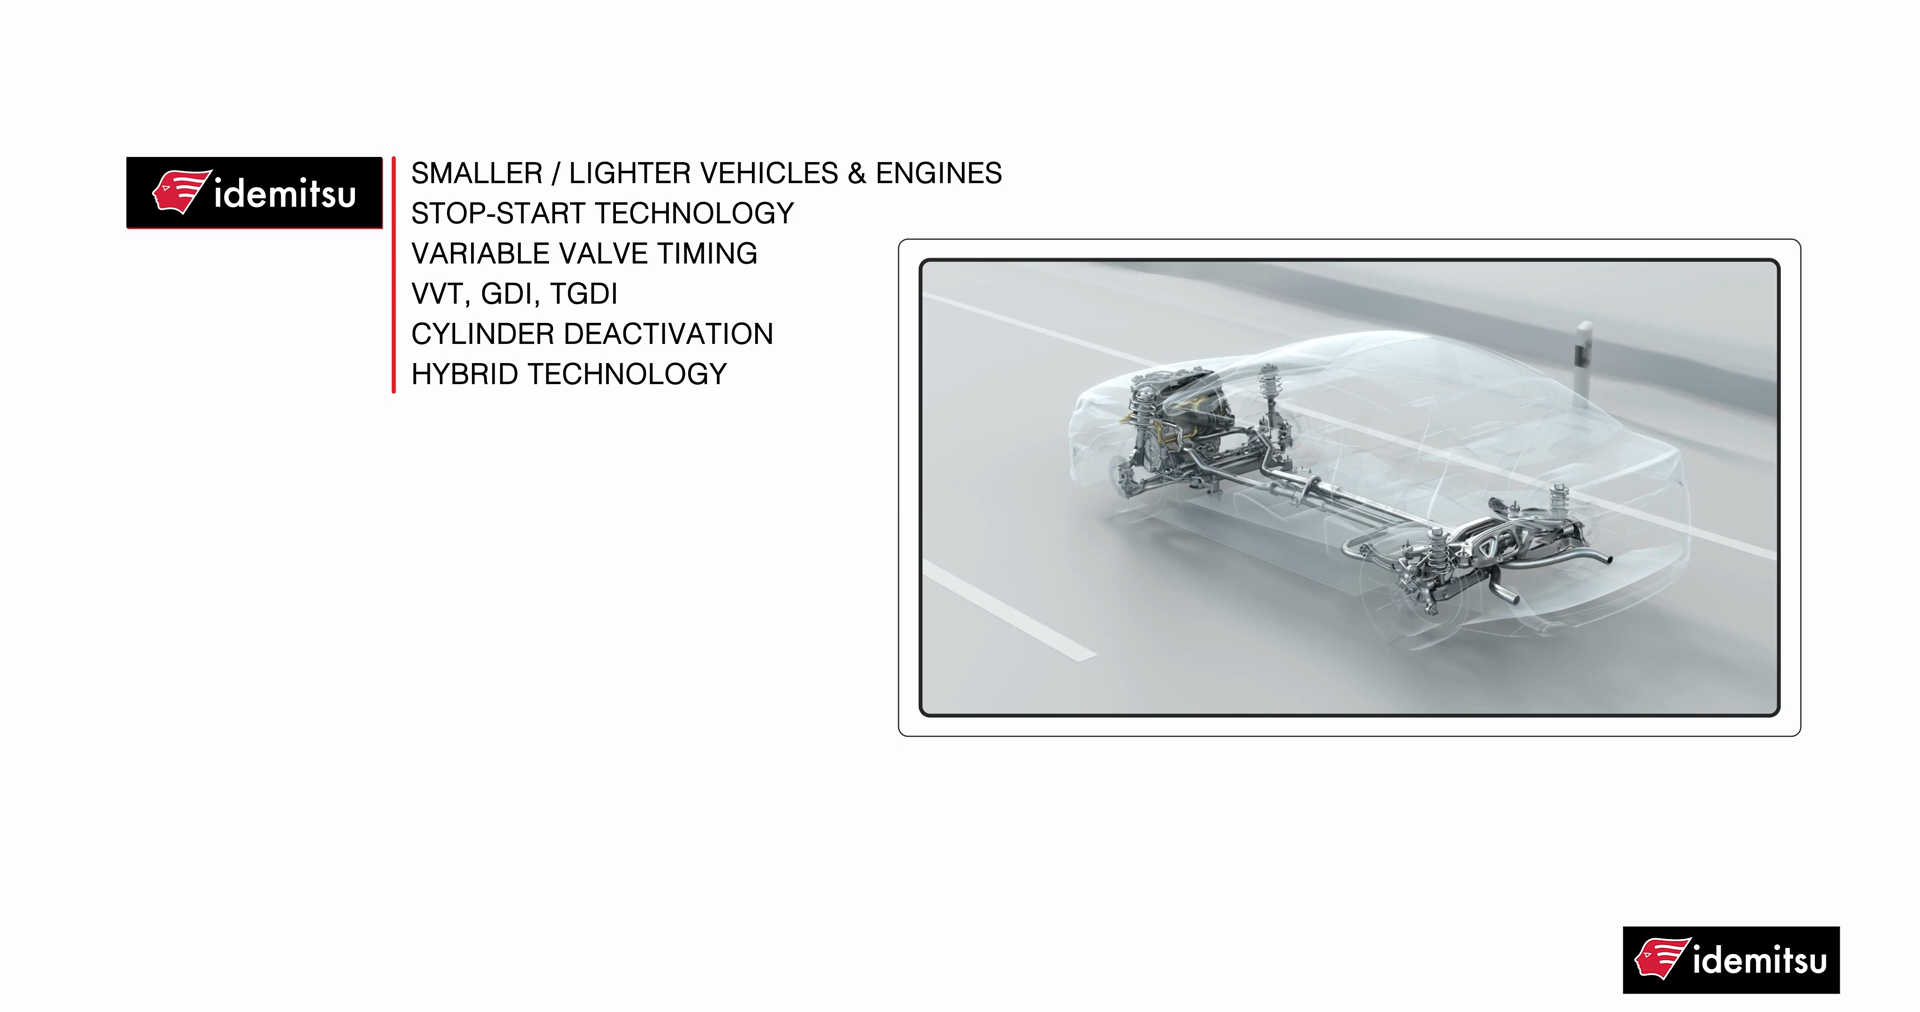 idemitsu
SMALLER / LIGHTER VEHICLES & ENGINES
STOP-START TECHNOLOGY
VARIABLE VALVE TIMING
VVT, GDI, TGDI
CYLINDER DEACTIVATION
HYBRID TECHNOLOGY
idemitsu